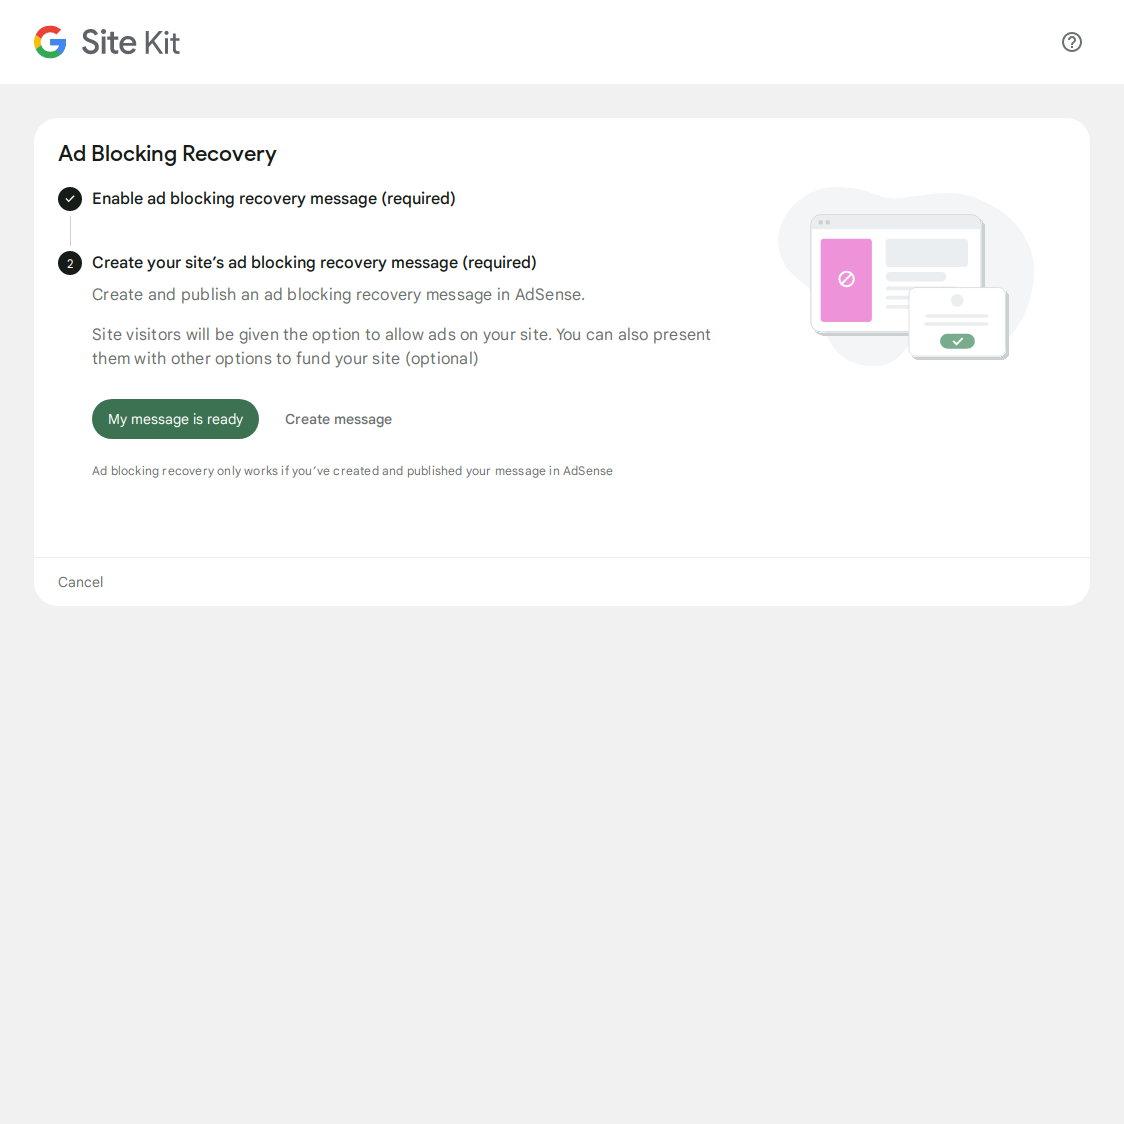 Site Kit
Ad Blocking Recovery
Enable ad blocking recovery message (required)
2
Create your site’s ad blocking recovery message (required)
Create and publish an ad blocking recovery message in AdSense.
Site visitors will be given the option to allow ads on your site. You can also present
them with other options to fund your site (optional)
My message is ready
Create message
Ad blocking recovery only works if you’ve created and published your message in AdSense
Cancel